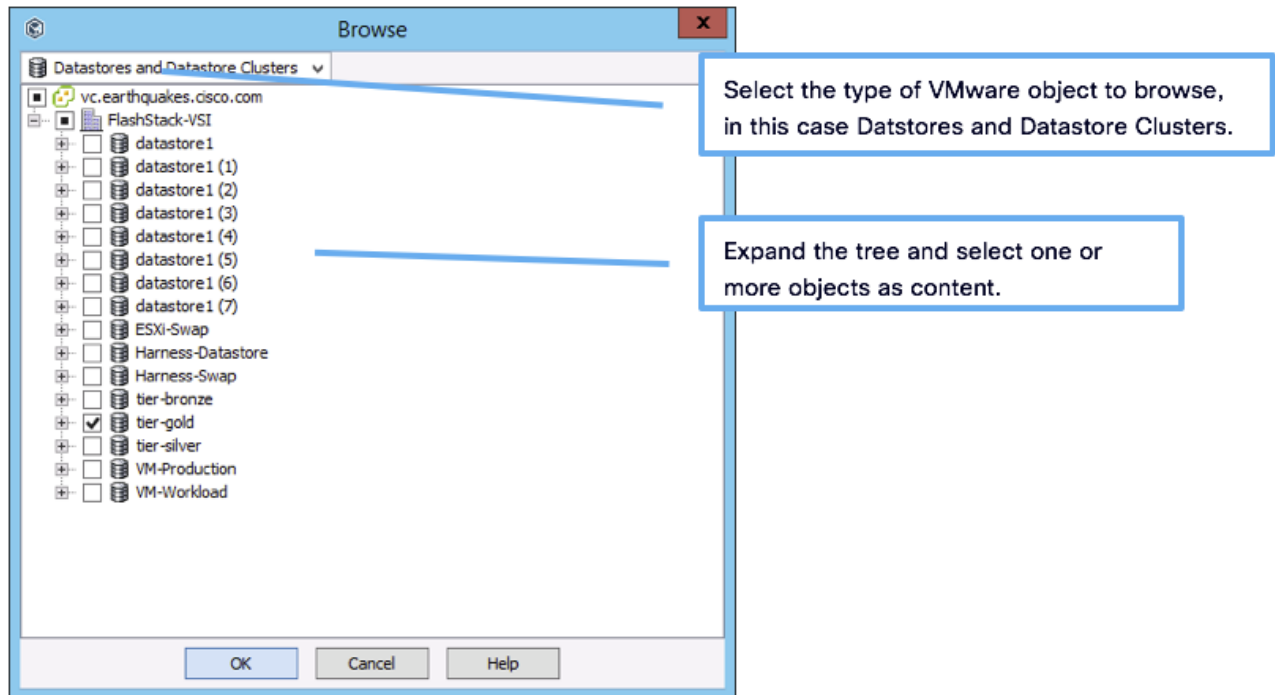 Browse
x
Datastores and Datastore Clusters
vc.earthquakes.cisco.com
FlashStack-VSI
datastore1
datastore1 (1)
datastore1 (2)
datastore1 (3)
datastore1 (4)
datastore1 (5)
datastore1 (6)
datastore1 (7)
ESXi-Swap
Harness-Datastore
Harness-Swap
tier-bronze
tier-gold
tier-silver
VM-Production
VM-Workload
OK Cancel Help
Select the type of VMware object to browse,
in this case Datstores and Datastore Clusters.
Expand the tree and select one or
more objects as content.